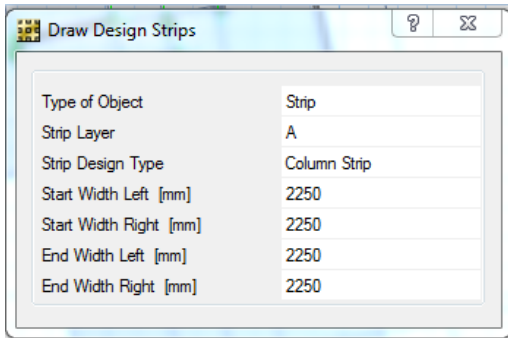 Draw Design Strips
Type of Object Strip
Strip Layer A
Strip Design Type Column Strip
Start Width Left [mm] 2250
Start Width Right [mm] 2250
End Width Left [mm] 2250
End Width Right [mm] 2250